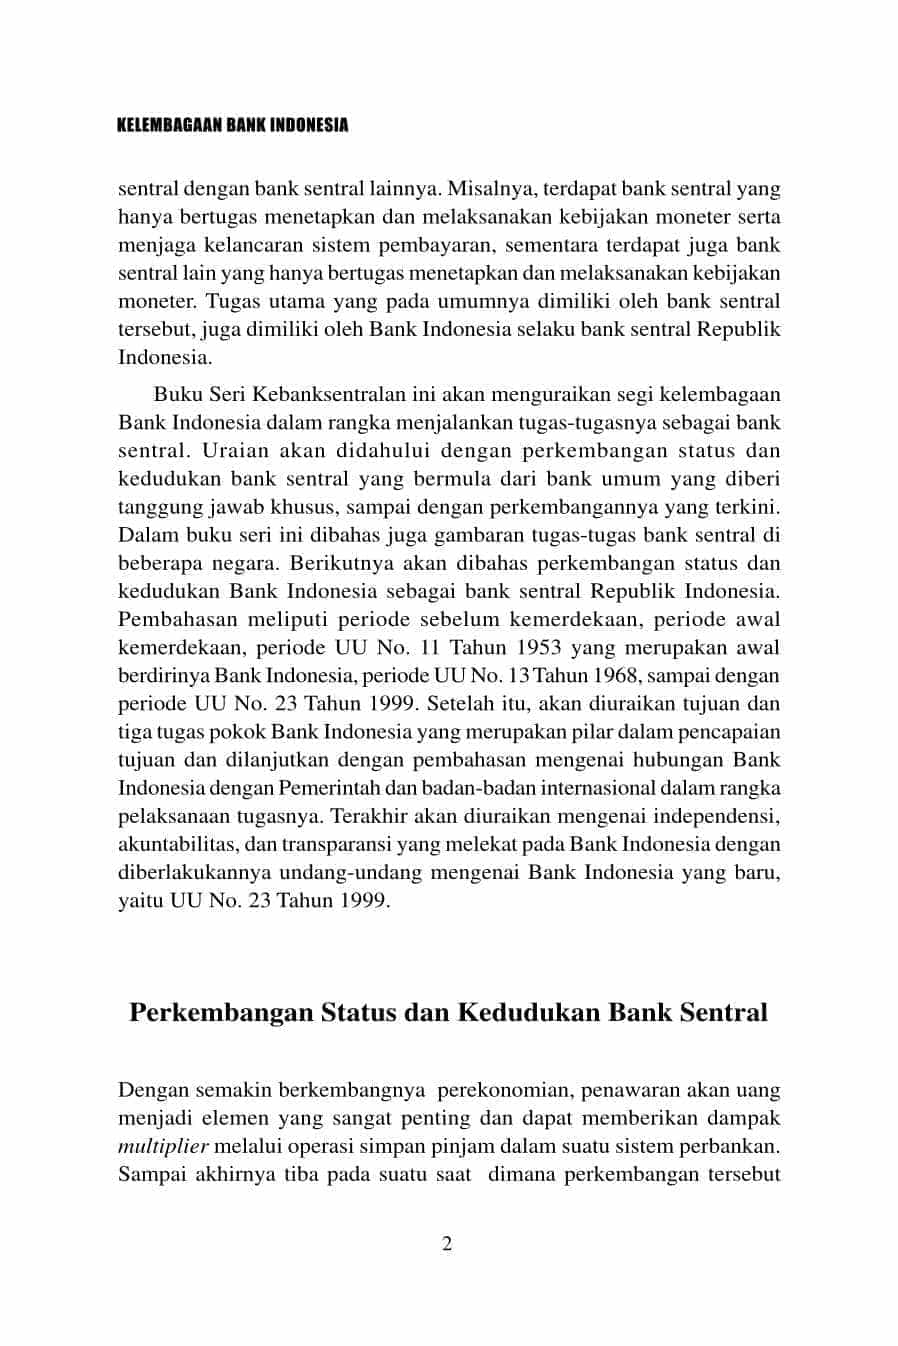 KELEMBAGAAN BANK INDONESIA
sentral dengan bank sentral lainnya. Misalnya, terdapat bank sentral yang
hanya bertugas menetapkan dan melaksanakan kebijakan moneter serta
menjaga kelancaran sistem pembayaran, sementara terdapat juga bank
sentral lain yang hanya bertugas menetapkan dan melaksanakan kebijakan
moneter. Tugas utama yang pada umumnya dimiliki oleh bank sentral
tersebut, juga dimiliki oleh Bank Indonesia selaku bank sentral Republik
Indonesia.
Buku Seri Kebanksentralan ini akan menguraikan segi kelembagaan
Bank Indonesia dalam rangka menjalankan tugas-tugasnya sebagai bank
sentral. Uraian akan didahului dengan perkembangan status dan
kedudukan bank sentral yang bermula dari bank umum yang diberi
tanggung jawab khusus, sampai dengan perkembangannya yang terkini.
Dalam buku seri ini dibahas juga gambaran tugas-tugas bank sentral di
beberapa negara. Berikutnya akan dibahas perkembangan status dan
kedudukan Bank Indonesia sebagai bank sentral Republik Indonesia.
Pembahasan meliputi periode sebelum kemerdekaan, periode awal
kemerdekaan, periode UU No. 11 Tahun 1953 yang merupakan awal
berdirinya Bank Indonesia, periode UU No. 13 Tahun 1968, sampai dengan
periode UU No. 23 Tahun 1999. Setelah itu, akan diuraikan tujuan dan
tiga tugas pokok Bank Indonesia yang merupakan pilar dalam pencapaian
tujuan dan dilanjutkan dengan pembahasan mengenai hubungan Bank
Indonesia dengan Pemerintah dan badan-badan internasional dalam rangka
pelaksanaan tugasnya. Terakhir akan diuraikan mengenai independensi,
akuntabilitas, dan transparansi yang melekat pada Bank Indonesia dengan
diberlakukannya undang-undang mengenai Bank Indonesia yang baru,
yaitu UU No. 23 Tahun 1999.
Perkembangan Status dan Kedudukan Bank Sentral
Dengan semakin berkembangnya perekonomian, penawaran akan uang
menjadi elemen yang sangat penting dan dapat memberikan dampak
multiplier melalui operasi simpan pinjam dalam suatu sistem perbankan.
Sampai akhirnya tiba pada suatu saat dimana perkembangan tersebut
2